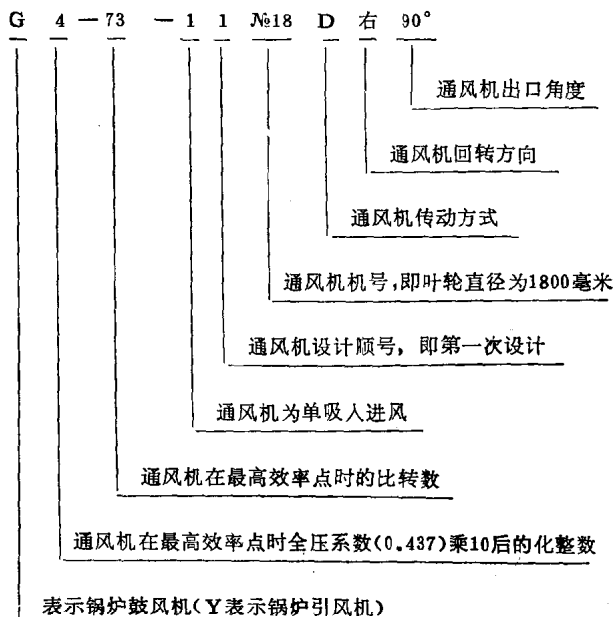 G 4－73 －1 1 №18 D 右 90°
通风机出口角度
通风机回转方向
通风机传动方式
通风机机号,即叶轮直径为1800毫米
通风机设计顺号，即第一次设计
通风机为单吸入进风
通风机在最高效率点时的比转数
通风机在最高效率点时全压系数(0.437)乘10后的化整数
表示锅炉鼓风机(Y表示锅炉引风机)